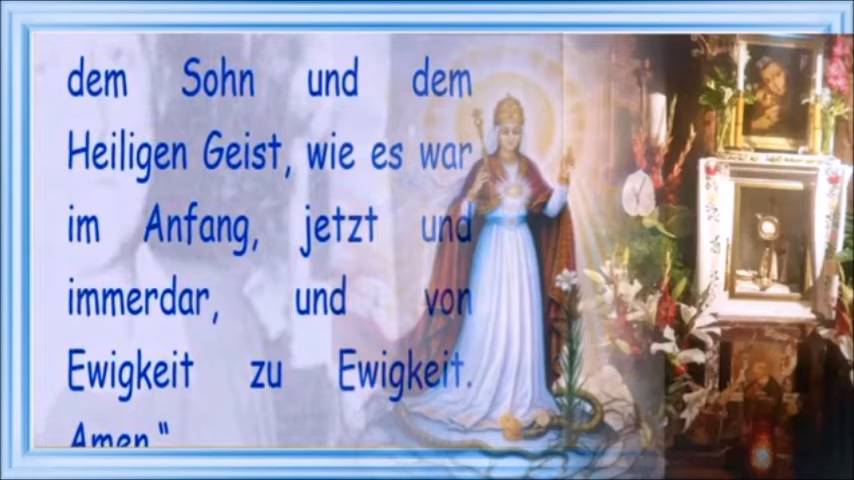 dem Sohn und dem
Heiligen Geist, wie es war
im Anfang, jetzt und
immerdar, und von
Ewigkeit zu Ewigkeit.
Amen."